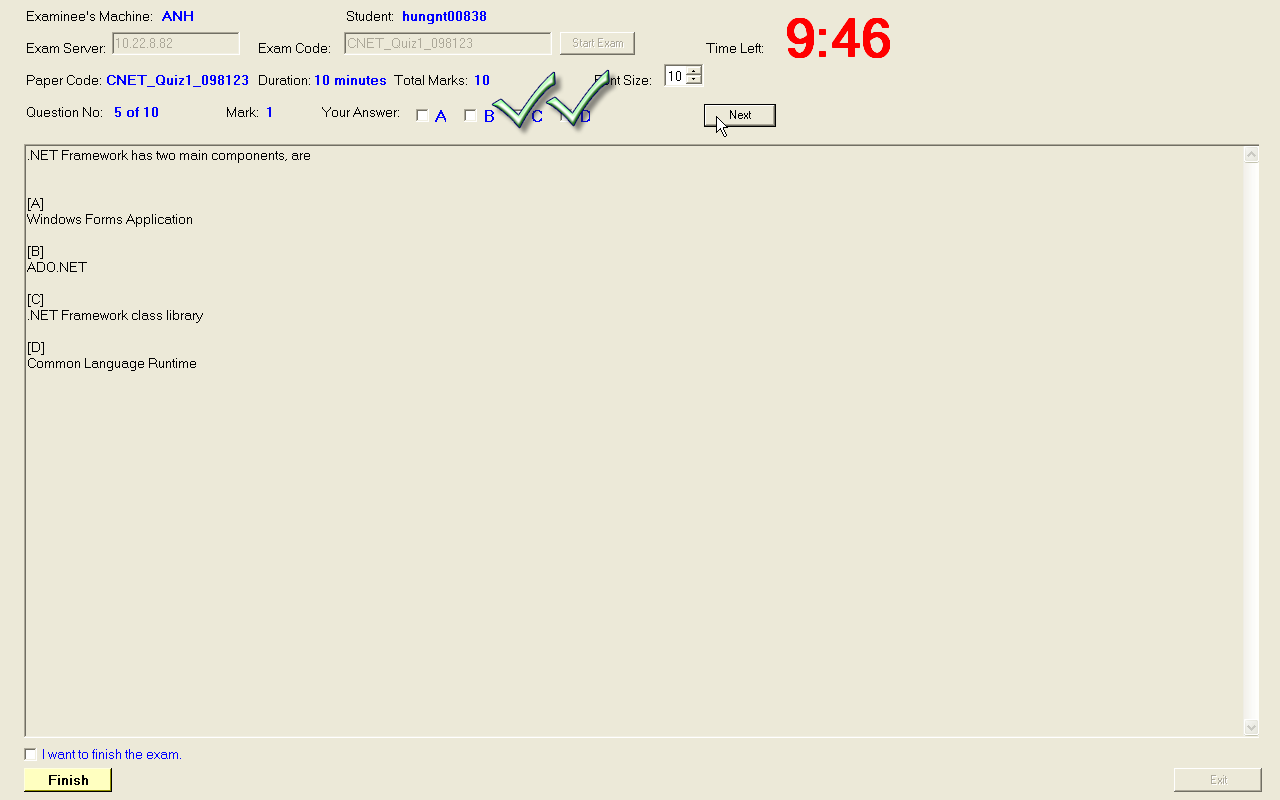 Examinee's Machine: ANH Student: hungnt00838
Exam Server: 10.22.8.82 Exam Code: CNET_Quiz1_098123 Start Exam Time Left: 9:46
Paper Code: CNET_Quiz1_098123 Duration: 10 minutes Total Marks: 10 Font Size: 10
Question No: 5 of 10 Mark: 1 Your Answer: A B C D Next
.NET Framework has two main components, are
[A]
Windows Forms Application
[B]
ADO.NET
[C]
.NET Framework class library
[D]
Common Language Runtime
I want to finish the exam.
Finish Exit